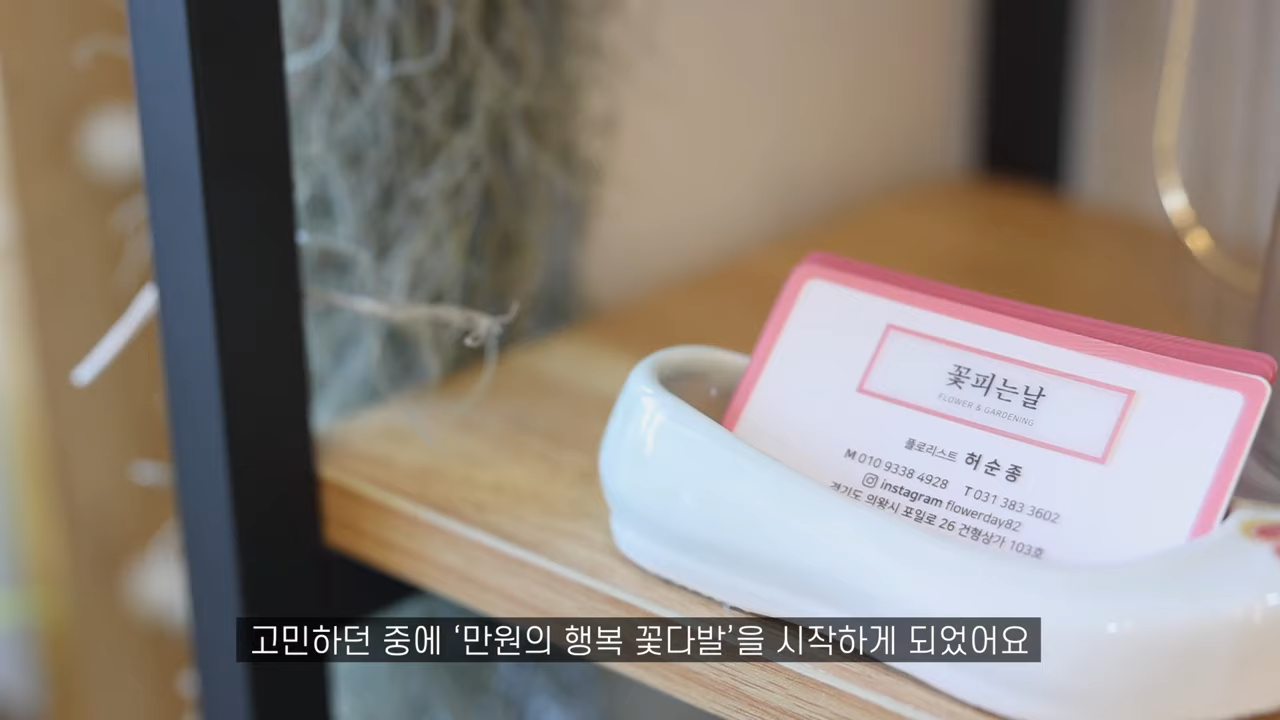 꽃피는날
FLOWER & GARDENING
플로리스트 허순종
M 010 9338 4928 T 031 383 3602
instagram flowerday82
경기도 의왕시 포일로 26 건형상가 103호
고민하던 중에 ‘만원의 행복 꽃다발’을 시작하게 되었어요